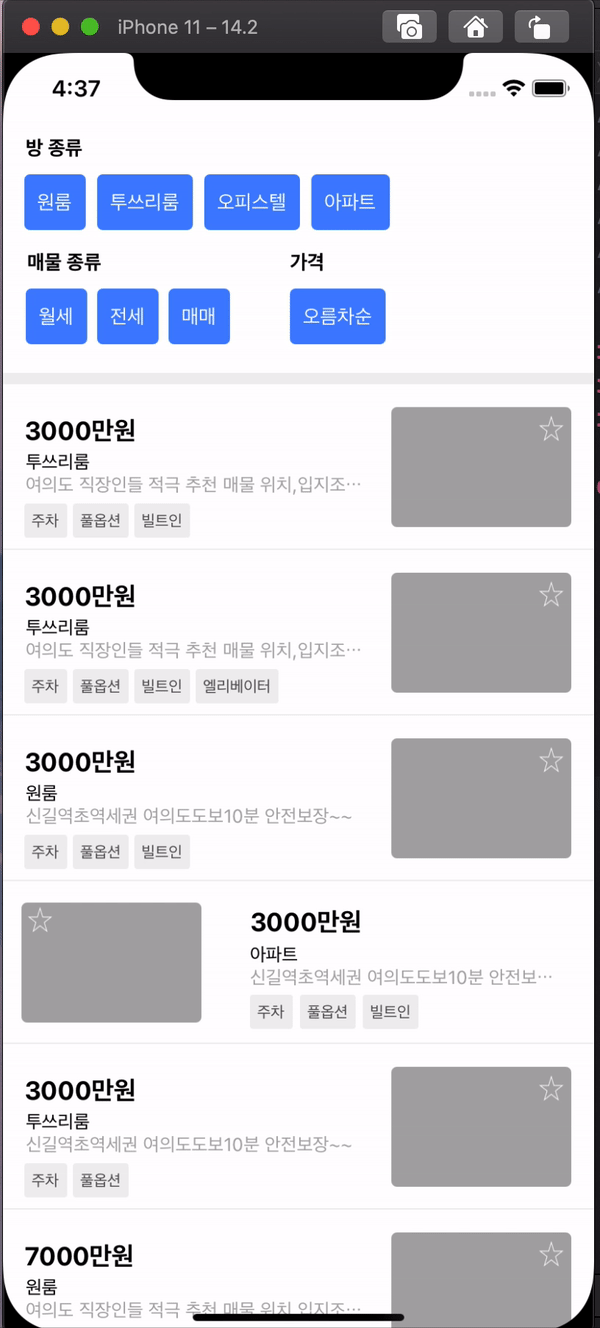 iPhone 11 – 14.2
4:37
방 종류
원룸 투쓰리룸 오피스텔 아파트
매물 종류 가격
월세 전세 매매 오름차순
3000만원
투쓰리룸
여의도 직장인들 적극 추천 매물 위치,입지조…
주차 풀옵션 빌트인
3000만원
투쓰리룸
여의도 직장인들 적극 추천 매물 위치,입지조…
주차 풀옵션 빌트인 엘리베이터
3000만원
원룸
신길역초역세권 여의도도보10분 안전보장~~
주차 풀옵션 빌트인
3000만원
아파트
신길역초역세권 여의도도보10분 안전보…
주차 풀옵션 빌트인
3000만원
투쓰리룸
신길역초역세권 여의도도보10분 안전보장~~
주차 풀옵션
7000만원
원룸
여의도 직장인들 적극 추천 매물 위치,입지조…